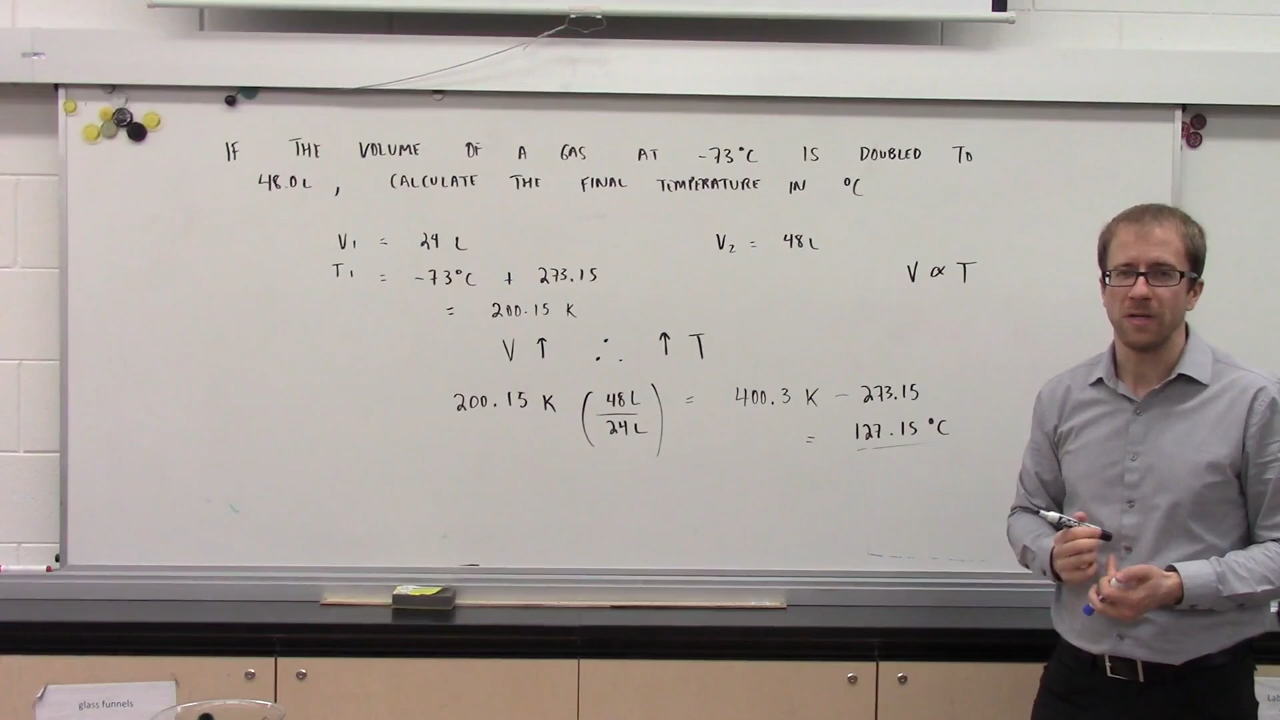 IF THE VOLUME OF A GAS AT -73°C IS DOUBLED TO
48.0L, CALCULATE THE FINAL TEMPERATURE IN °C
V₁ = 24 L V₂ = 48L
T₁ = -73°C + 273.15 V ∝ T
= 200.15 K
V ↑ ∴ ↑ T
200.15 K (48L/24L) = 400.3 K - 273.15
= 127.15 °C
glass funnels